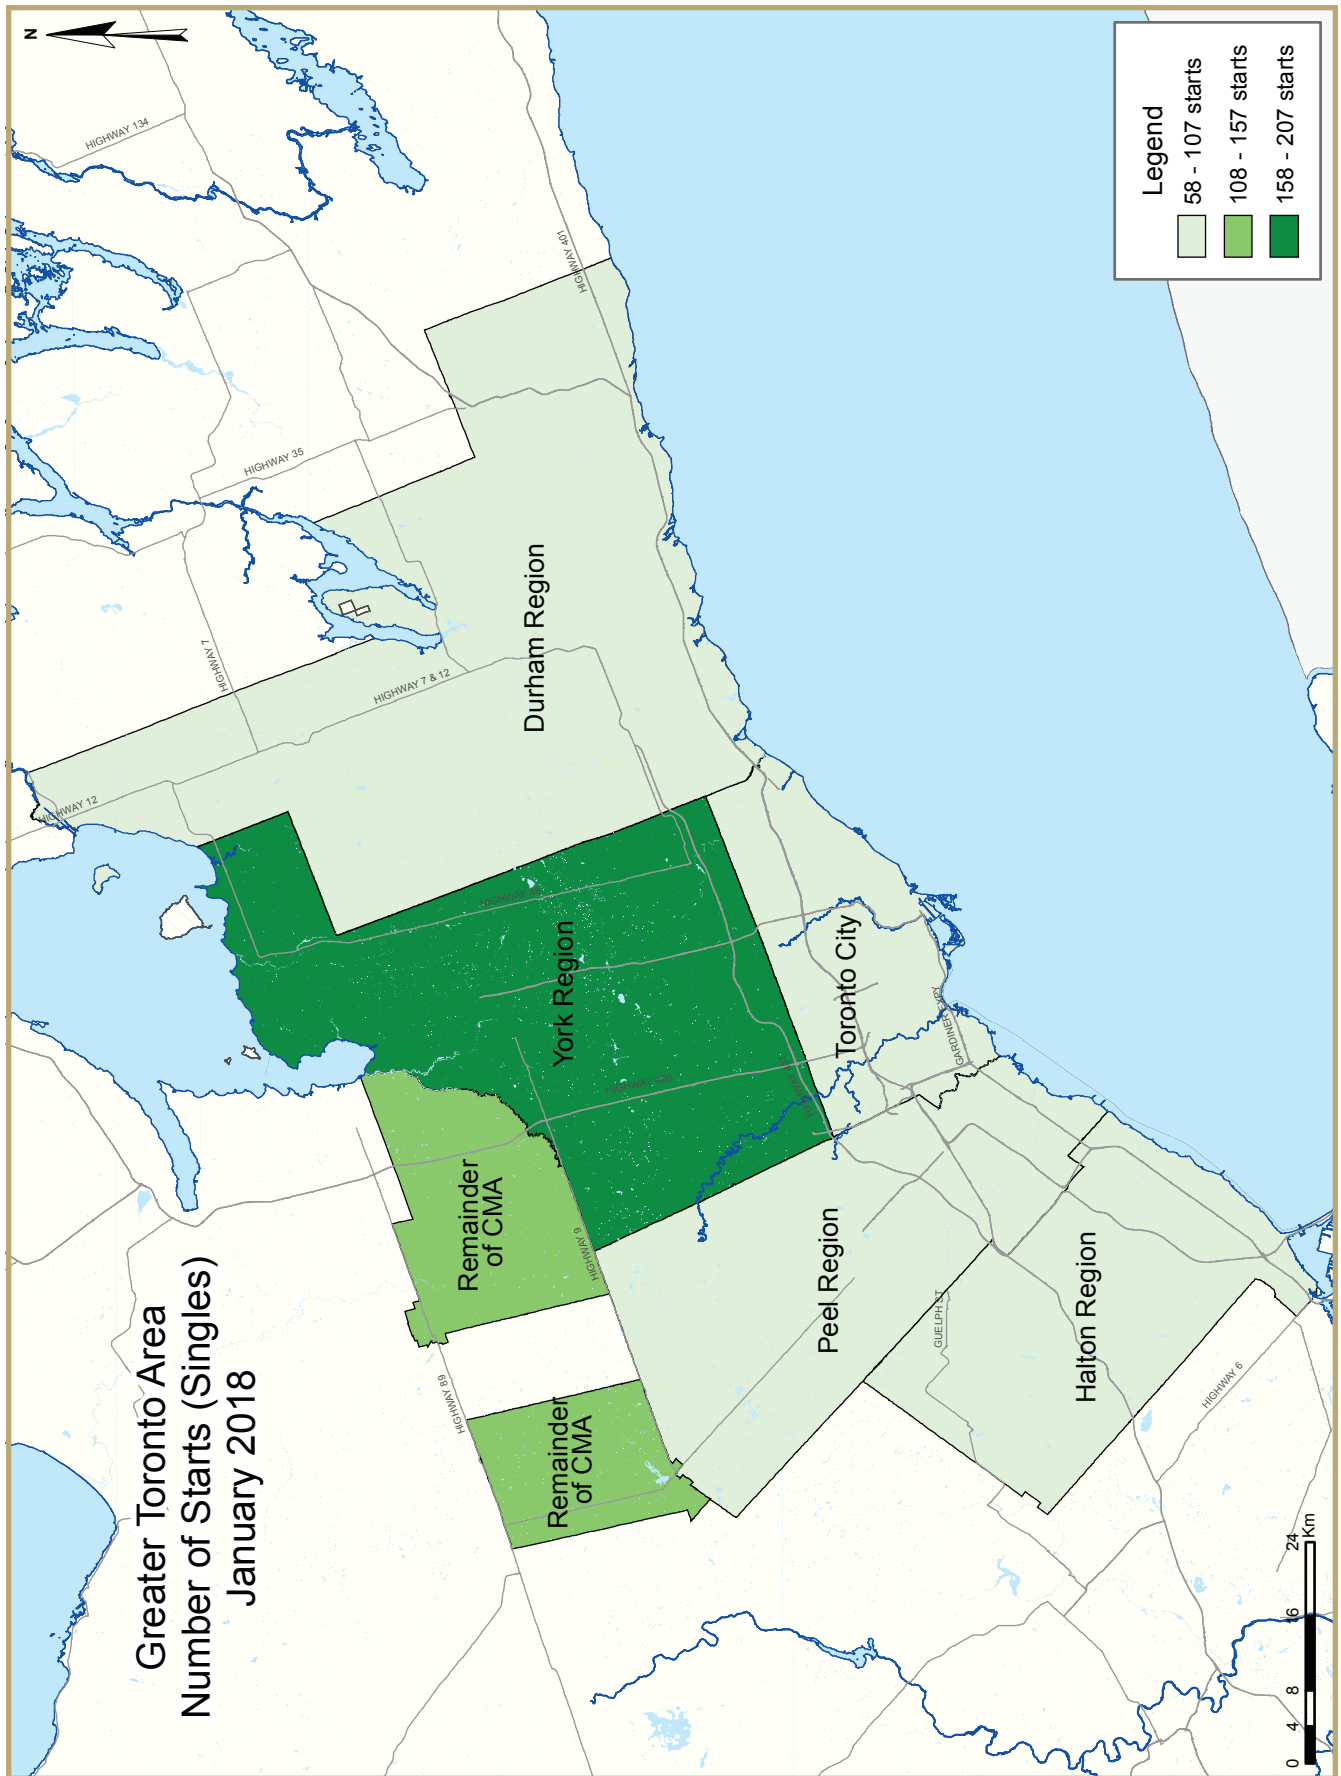 Greater Toronto Area
Number of Starts (Singles)
January 2018
N
HIGHWAY 134
HIGHWAY 35
HIGHWAY 7
HIGHWAY 12
HIGHWAY 7 & 12
HIGHWAY 401
HIGHWAY 89
Remainder
of CMA
Remainder
of CMA
HIGHWAY 9
York Region
Durham Region
Toronto City
GARDINER EXPY
Peel Region
GUELPH ST
Halton Region
HIGHWAY 6
Legend
58 - 107 starts
108 - 157 starts
158 - 207 starts
0 4 8 16 24
Km